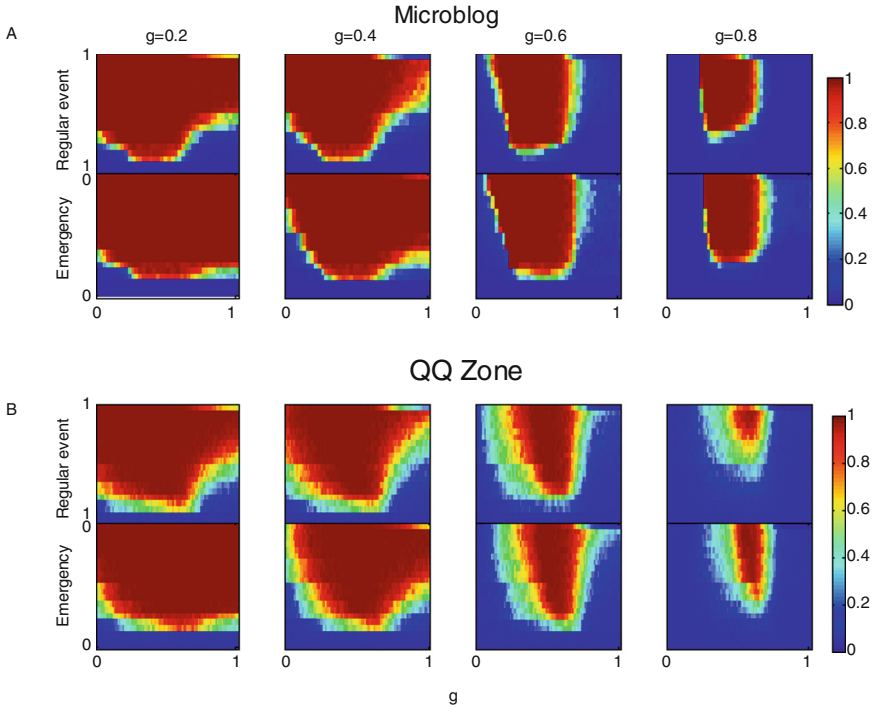 Microblog
A
g=0.2 g=0.4 g=0.6 g=0.8
1
Regular event
1
0
Emergency
0
0 1 0 1 0 1 0 1
1
0.8
0.6
0.4
0.2
0
QQ Zone
B
1
Regular event
1
0
Emergency
0
0 0 1 0 1 0 1
1
0.8
0.6
0.4
0.2
0
g